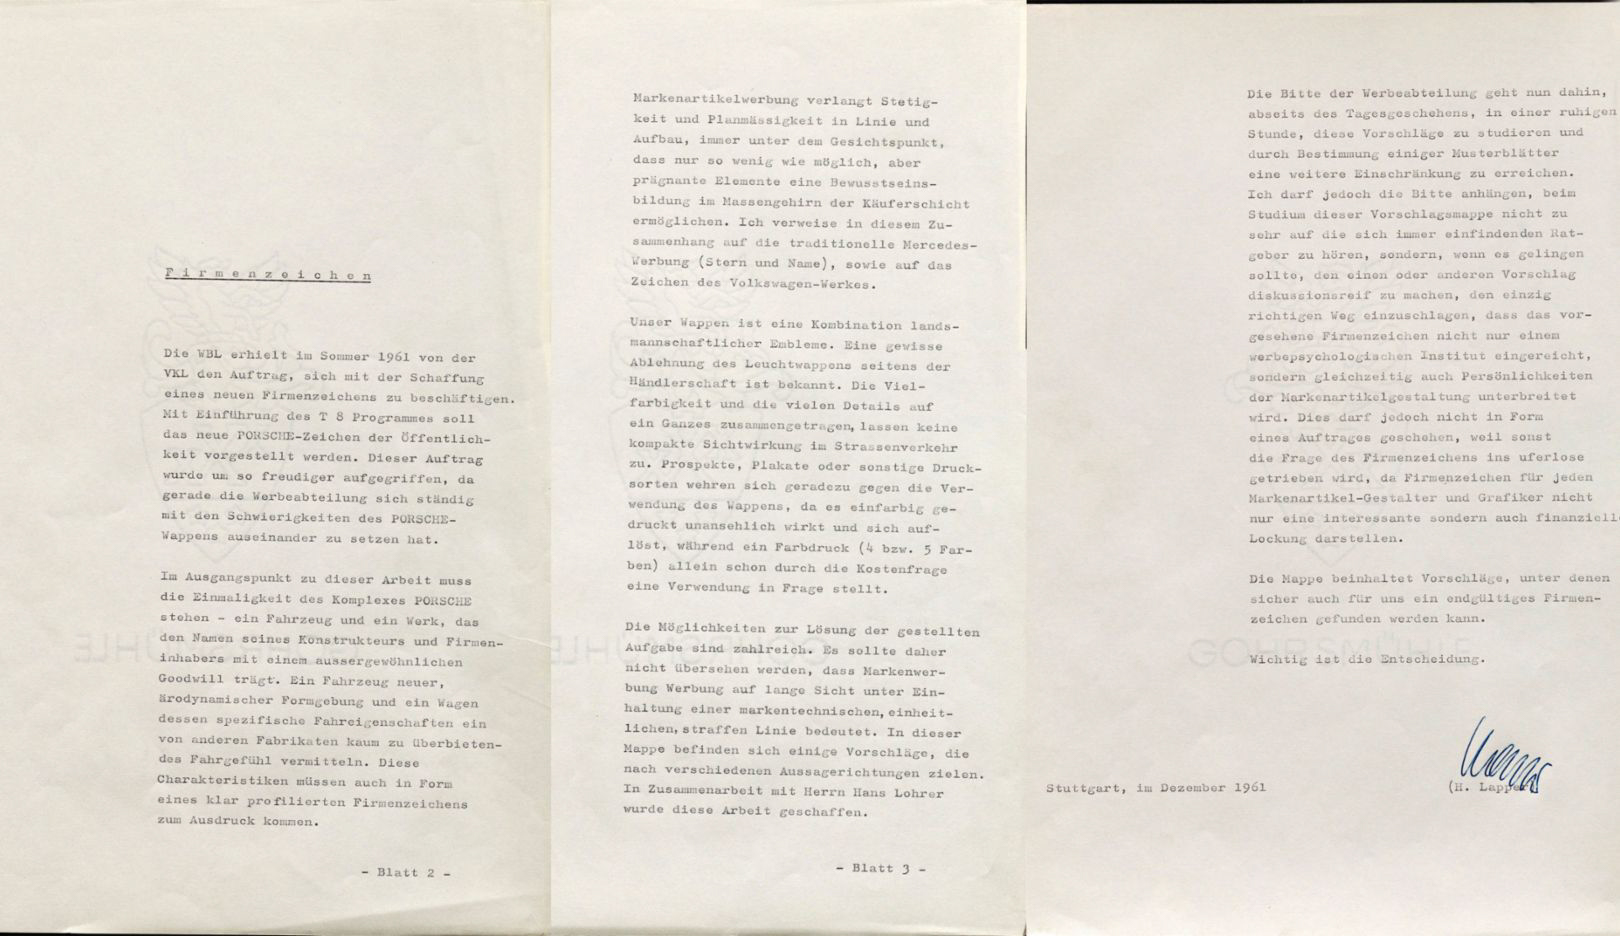 Firmenzeichen
Die WBL erhielt im Sommer 1961 von der
VKL den Auftrag, sich mit der Schaffung
eines neuen Firmenzeichens zu beschäftigen.
Mit Einführung des T 8 Programmes soll
das neue PORSCHE-Zeichen der Öffentlich-
keit vorgestellt werden. Dieser Auftrag
wurde um so freudiger aufgegriffen, da
gerade die Werbeabteilung sich ständig
mit den Schwierigkeiten des PORSCHE-
Wappens auseinander zu setzen hat.
Im Ausgangspunkt zu dieser Arbeit muss
die Einmaligkeit des Komplexes PORSCHE
stehen - ein Fahrzeug und ein Werk, das
den Namen seines Konstrukteurs und Firmen-
inhabers mit einem aussergewöhnlichen
Goodwill trägt. Ein Fahrzeug neuer,
ärodynamischer Formgebung und ein Wagen
dessen spezifische Fahreigenschaften ein
von anderen Fabrikaten kaum zu überbieten-
des Fahrgefühl vermitteln. Diese
Charakteristiken müssen auch in Form
eines klar profilierten Firmenzeichens
zum Ausdruck kommen.
- Blatt 2 -
Markenartikelwerbung verlangt Stetig-
keit und Planmässigkeit in Linie und
Aufbau, immer unter dem Gesichtspunkt,
dass nur so wenig wie möglich, aber
prägnante Elemente eine Bewusstseins-
bildung im Massengehirn der Käuferschicht
ermöglichen. Ich verweise in diesem Zu-
sammenhang auf die traditionelle Mercedes-
Werbung (Stern und Name), sowie auf das
Zeichen des Volkswagen-Werkes.
Unser Wappen ist eine Kombination lands-
mannschaftlicher Embleme. Eine gewisse
Ablehnung des Leuchtwappens seitens der
Händlerschaft ist bekannt. Die Viel-
farbigkeit und die vielen Details auf
ein Ganzes zusammengetragen, lassen keine
kompakte Sichtwirkung im Strassenverkehr
zu. Prospekte, Plakate oder sonstige Druck-
sorten wehren sich geradezu gegen die Ver-
wendung des Wappens, da es einfarbig ge-
druckt unansehlich wirkt und sich auf-
löst, während ein Farbdruck (4 bzw. 5 Far-
ben) allein schon durch die Kostenfrage
eine Verwendung in Frage stellt.
Die Möglichkeiten zur Lösung der gestellten
Aufgabe sind zahlreich. Es sollte daher
nicht übersehen werden, dass Markenwer-
bung Werbung auf lange Sicht unter Ein-
haltung einer markentechnischen, einheit-
lichen, straffen Linie bedeutet. In dieser
Mappe befinden sich einige Vorschläge, die
nach verschiedenen Aussagerichtungen zielen.
In Zusammenarbeit mit Herrn Hans Lohrer
wurde diese Arbeit geschaffen.
- Blatt 3 -
Die Bitte der Werbeabteilung geht nun dahin,
abseits des Tagesgeschehens, in einer ruhigen
Stunde, diese Vorschläge zu studieren und
durch Bestimmung einiger Musterblätter
eine weitere Einschränkung zu erreichen.
Ich darf jedoch die Bitte anhängen, beim
Studium dieser Vorschlagsmappe nicht zu
sehr auf die sich immer einfindenden Rat-
geber zu hören, sondern, wenn es gelingen
sollte, den einen oder anderen Vorschlag
diskussionsreif zu machen, den einzig
richtigen Weg einzuschlagen, dass das vor-
gesehene Firmenzeichen nicht nur einem
werbepsychologischen Institut eingereicht,
sondern gleichzeitig auch Persönlichkeiten
der Markenartikelgestaltung unterbreitet
wird. Dies darf jedoch nicht in Form
eines Auftrages geschehen, weil sonst
die Frage des Firmenzeichens ins uferlose
getrieben wird, da Firmenzeichen für jeden
Markenartikel-Gestalter und Grafiker nicht
nur eine interessante sondern auch finanziell
Lockung darstellen.
Die Mappe beinhaltet Vorschläge, unter denen
sicher auch für uns ein endgültiges Firmen-
zeichen gefunden werden kann.
GOHRSMÜHLE
Wichtig ist die Entscheidung.
Stuttgart, im Dezember 1961
(H. Lapper)